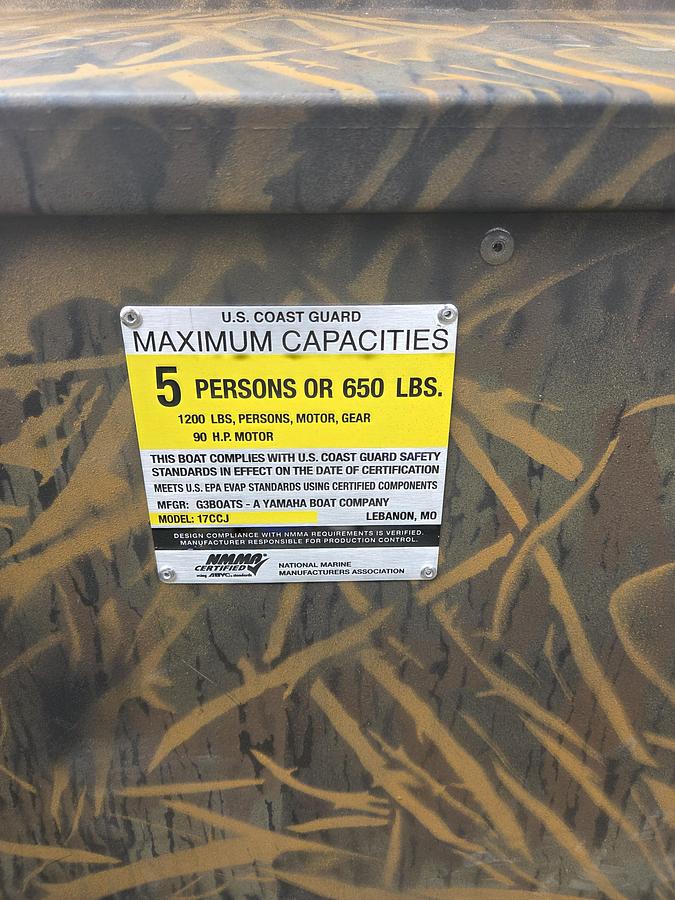 U.S. COAST GUARD
MAXIMUM CAPACITIES
5 PERSONS OR 650 LBS.
1200 LBS, PERSONS, MOTOR, GEAR
90 H.P. MOTOR
THIS BOAT COMPLIES WITH U.S. COAST GUARD SAFETY
STANDARDS IN EFFECT ON THE DATE OF CERTIFICATION
MEETS U.S. EPA EVAP STANDARDS USING CERTIFIED COMPONENTS
MFGR: G3BOATS - A YAMAHA BOAT COMPANY
MODEL: 17CCJ LEBANON, MO
DESIGN COMPLIANCE WITH NMMA REQUIREMENTS IS VERIFIED.
MANUFACTURER RESPONSIBLE FOR PRODUCTION CONTROL.
NMMA
CERTIFIED
using ABYC standards
NATIONAL MARINE
MANUFACTURERS ASSOCIATION